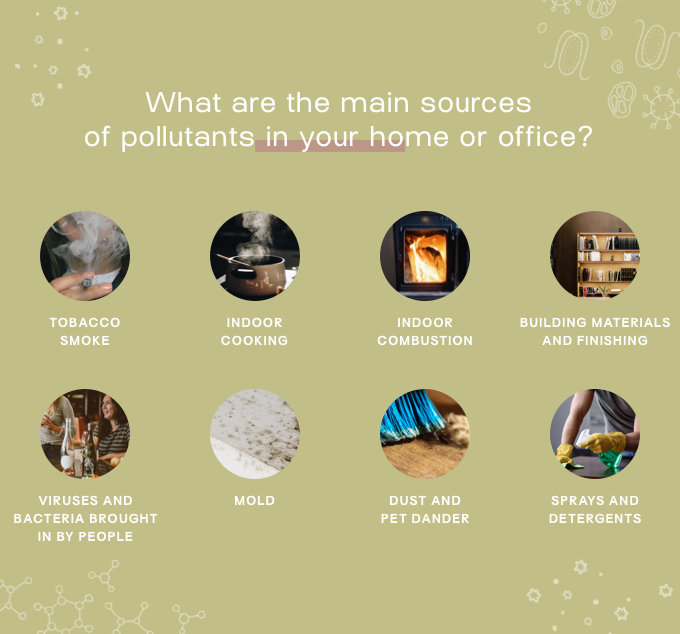 What are the main sources
of pollutants in your home or office?
TOBACCO
SMOKE
INDOOR
COOKING
INDOOR
COMBUSTION
BUILDING MATERIALS
AND FINISHING
VIRUSES AND
BACTERIA BROUGHT
IN BY PEOPLE
MOLD
DUST AND
PET DANDER
SPRAYS AND
DETERGENTS